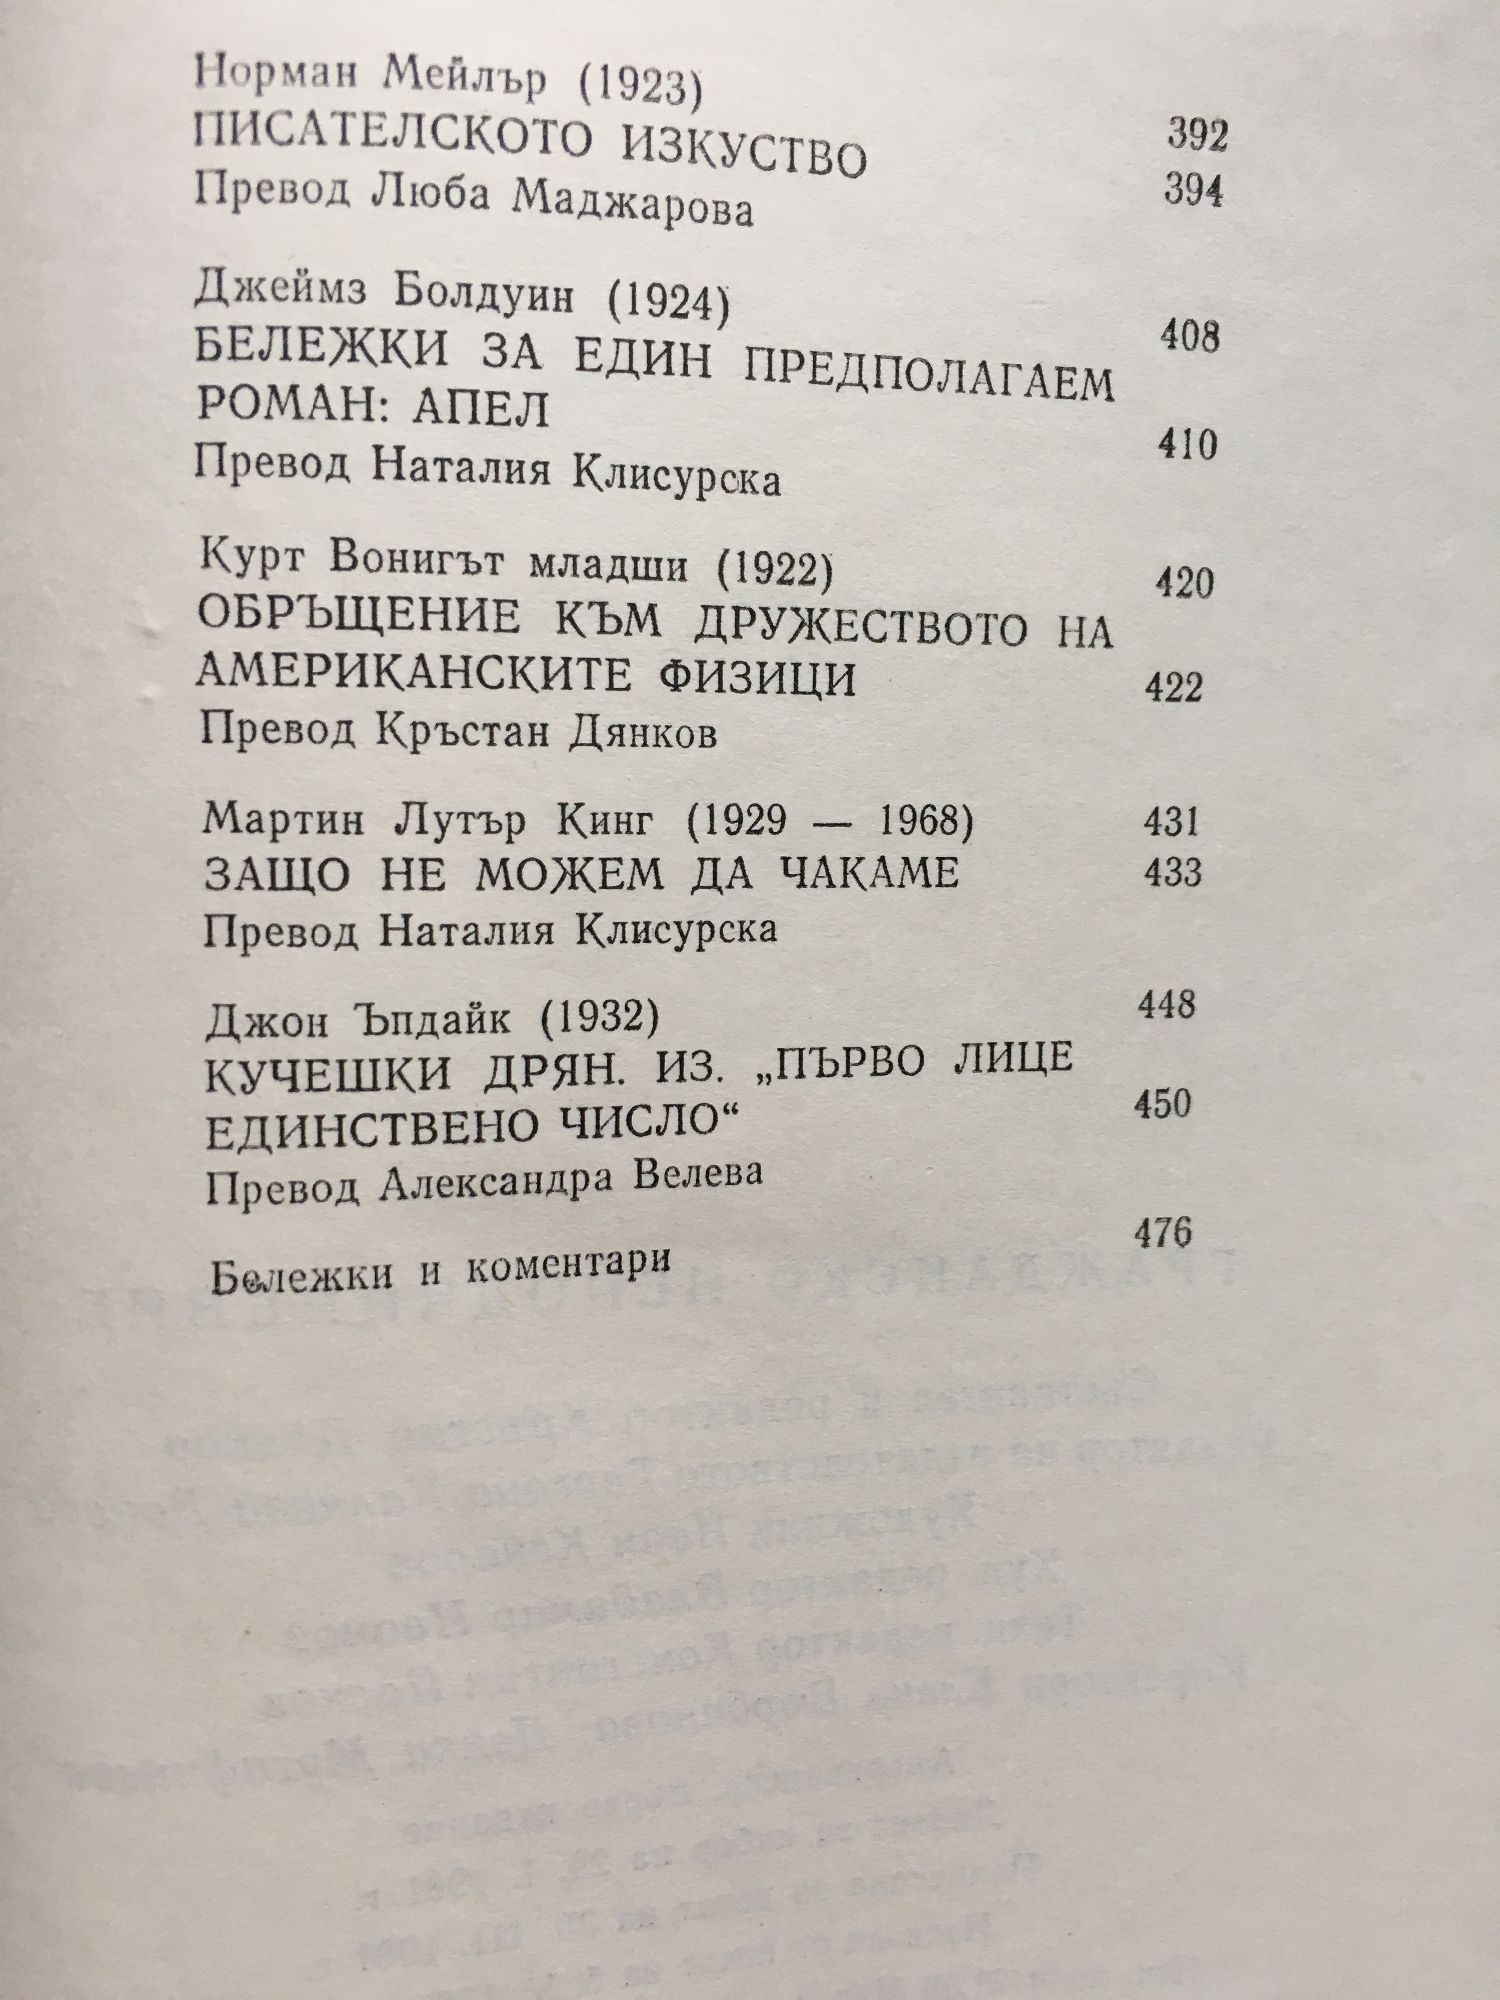 Норман Мейлър (1923) 392
ПИСАТЕЛСКОТО ИЗКУСТВО 394
Превод Люба Маджарова
Джеймз Болдуин (1924) 408
БЕЛЕЖКИ ЗА ЕДИН ПРЕДПОЛАГАЕМ
РОМАН: АПЕЛ 410
Превод Наталия Клисурска
Курт Вонигът младши (1922) 420
ОБРЪЩЕНИЕ КЪМ ДРУЖЕСТВОТО НА
АМЕРИКАНСКИТЕ ФИЗИЦИ 422
Превод Кръстан Дянков
Мартин Лутър Кинг (1929 — 1968) 431
ЗАЩО НЕ МОЖЕМ ДА ЧАКАМЕ 433
Превод Наталия Клисурска
Джон Ъпдайк (1932) 448
КУЧЕШКИ ДРЯН. ИЗ. „ПЪРВО ЛИЦЕ
ЕДИНСТВЕНО ЧИСЛО“ 450
Превод Александра Велева
Бележки и коментари 476